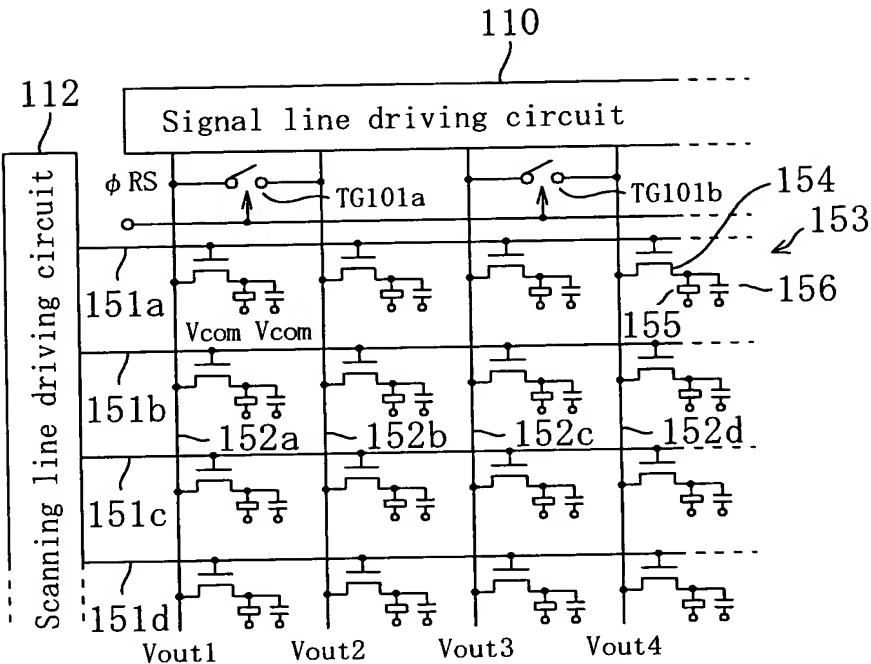 110
112
Signal line driving circuit
Scanning line driving circuit
φRS
TG101a
TG101b
154
153
151a
155
156
Vcom Vcom
151b
152a
152b
152c
152d
151c
151d
Vout1
Vout2
Vout3
Vout4